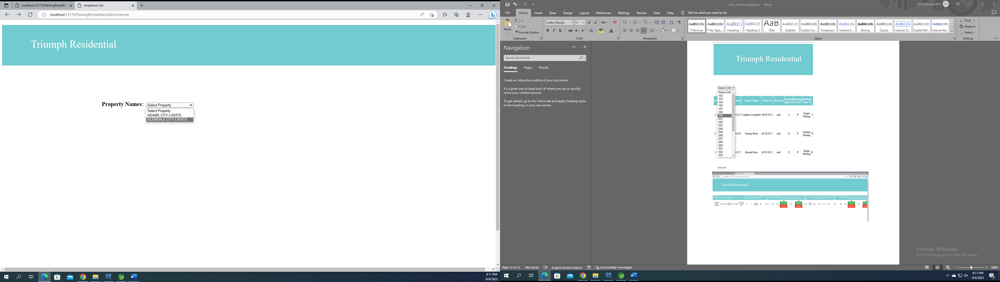 localhost:13170/ParkingPortalMa
dropdwon list
localhost:13170/ParkingPortalMain/AdminServlet
Triumph Residential
Property Names:
Select Property
Select Property
ADAMS CITY LIGHTS
GLENDALE CITY LIGHTS
4:11 PM
4/4/2023
User_Activity diagrams - Word
Excel Residential
ER
File Home Insert Draw Design Layout References Mailings Review View Help Tell me what you want to do
Paste
Cut
Copy
Format Painter
Clipboard
Calibri (Body) 11
Font
Paragraph
AaBbCcDc AaBbCcDc AaBbCc AaBbCcC AaB AaBbCcC AaBbCcDc AaBbCcDc AaBbCcDc AaBbCcDc AaBbCcDc AaBbCcDc AABBCCDC AABBCCDC
¶ Normal ¶ No Spac... Heading 1 Heading 2 Title Subtitle Subtle Em... Emphasis Intense E... Strong Quote Intense Q... Subtle Ref... Intense Re...
Styles
Find
Replace
Select
Editing
Navigation
Search document
Headings Pages Results
Create an interactive outline of your document.
It's a great way to keep track of where you are or quickly
move your content around.
To get started, go to the Home tab and apply Heading styles
to the headings in your document.
Triumph Residential
Select Unit
Select Unit
102
103
104
105
107
108
109
201
202
203
204
205
206
207
208
209
301
302
303
Id Tenant Name Move In Move Out Parking Space 1 Parking Level 1 Parking Type 1
1 31235 Leighton Campbell 06/08/2012 null 4 P Single Parking
2 34110 Yesenia Perez 06/16/2017 null 21 P Tandem Parking K
3 31237 Brenda Diaz 08/28/2012 null 15 P Single Parking K
ADAMS
Triumph Residential
ADAMS
CITY
LIGHTS
Activate Windows
Go to Settings to activate Windows.
Page 12 of 15 540 words English (United States) Accessibility: Investigate
100%
4:11 PM
4/4/2023